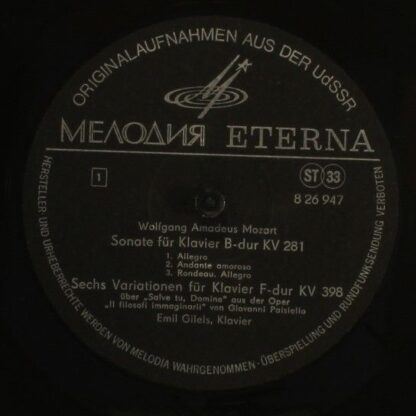 ORIGINALAUFNAHMEN AUS DER UdSSR
МЕЛОДИЯ ETERNA
1
ST 33
8 26 947
Wolfgang Amadeus Mozart
Sonate für Klavier B-dur KV 281
1. Allegro
2. Andante amoroso
3. Rondeau. Allegro
Sechs Variationen für Klavier F-dur KV 398
über „Salve tu, Domine" aus der Oper
„Il filosofi immaginarii" von Giovanni Paisiello
Emil Gilels, Klavier
HERSTELLER UND URHEBERRECHTE WERDEN VON MELODIA WAHRGENOMMEN · ÜBERSPIELUNG UND RUNDFUNKSENDUNG VERBOTEN